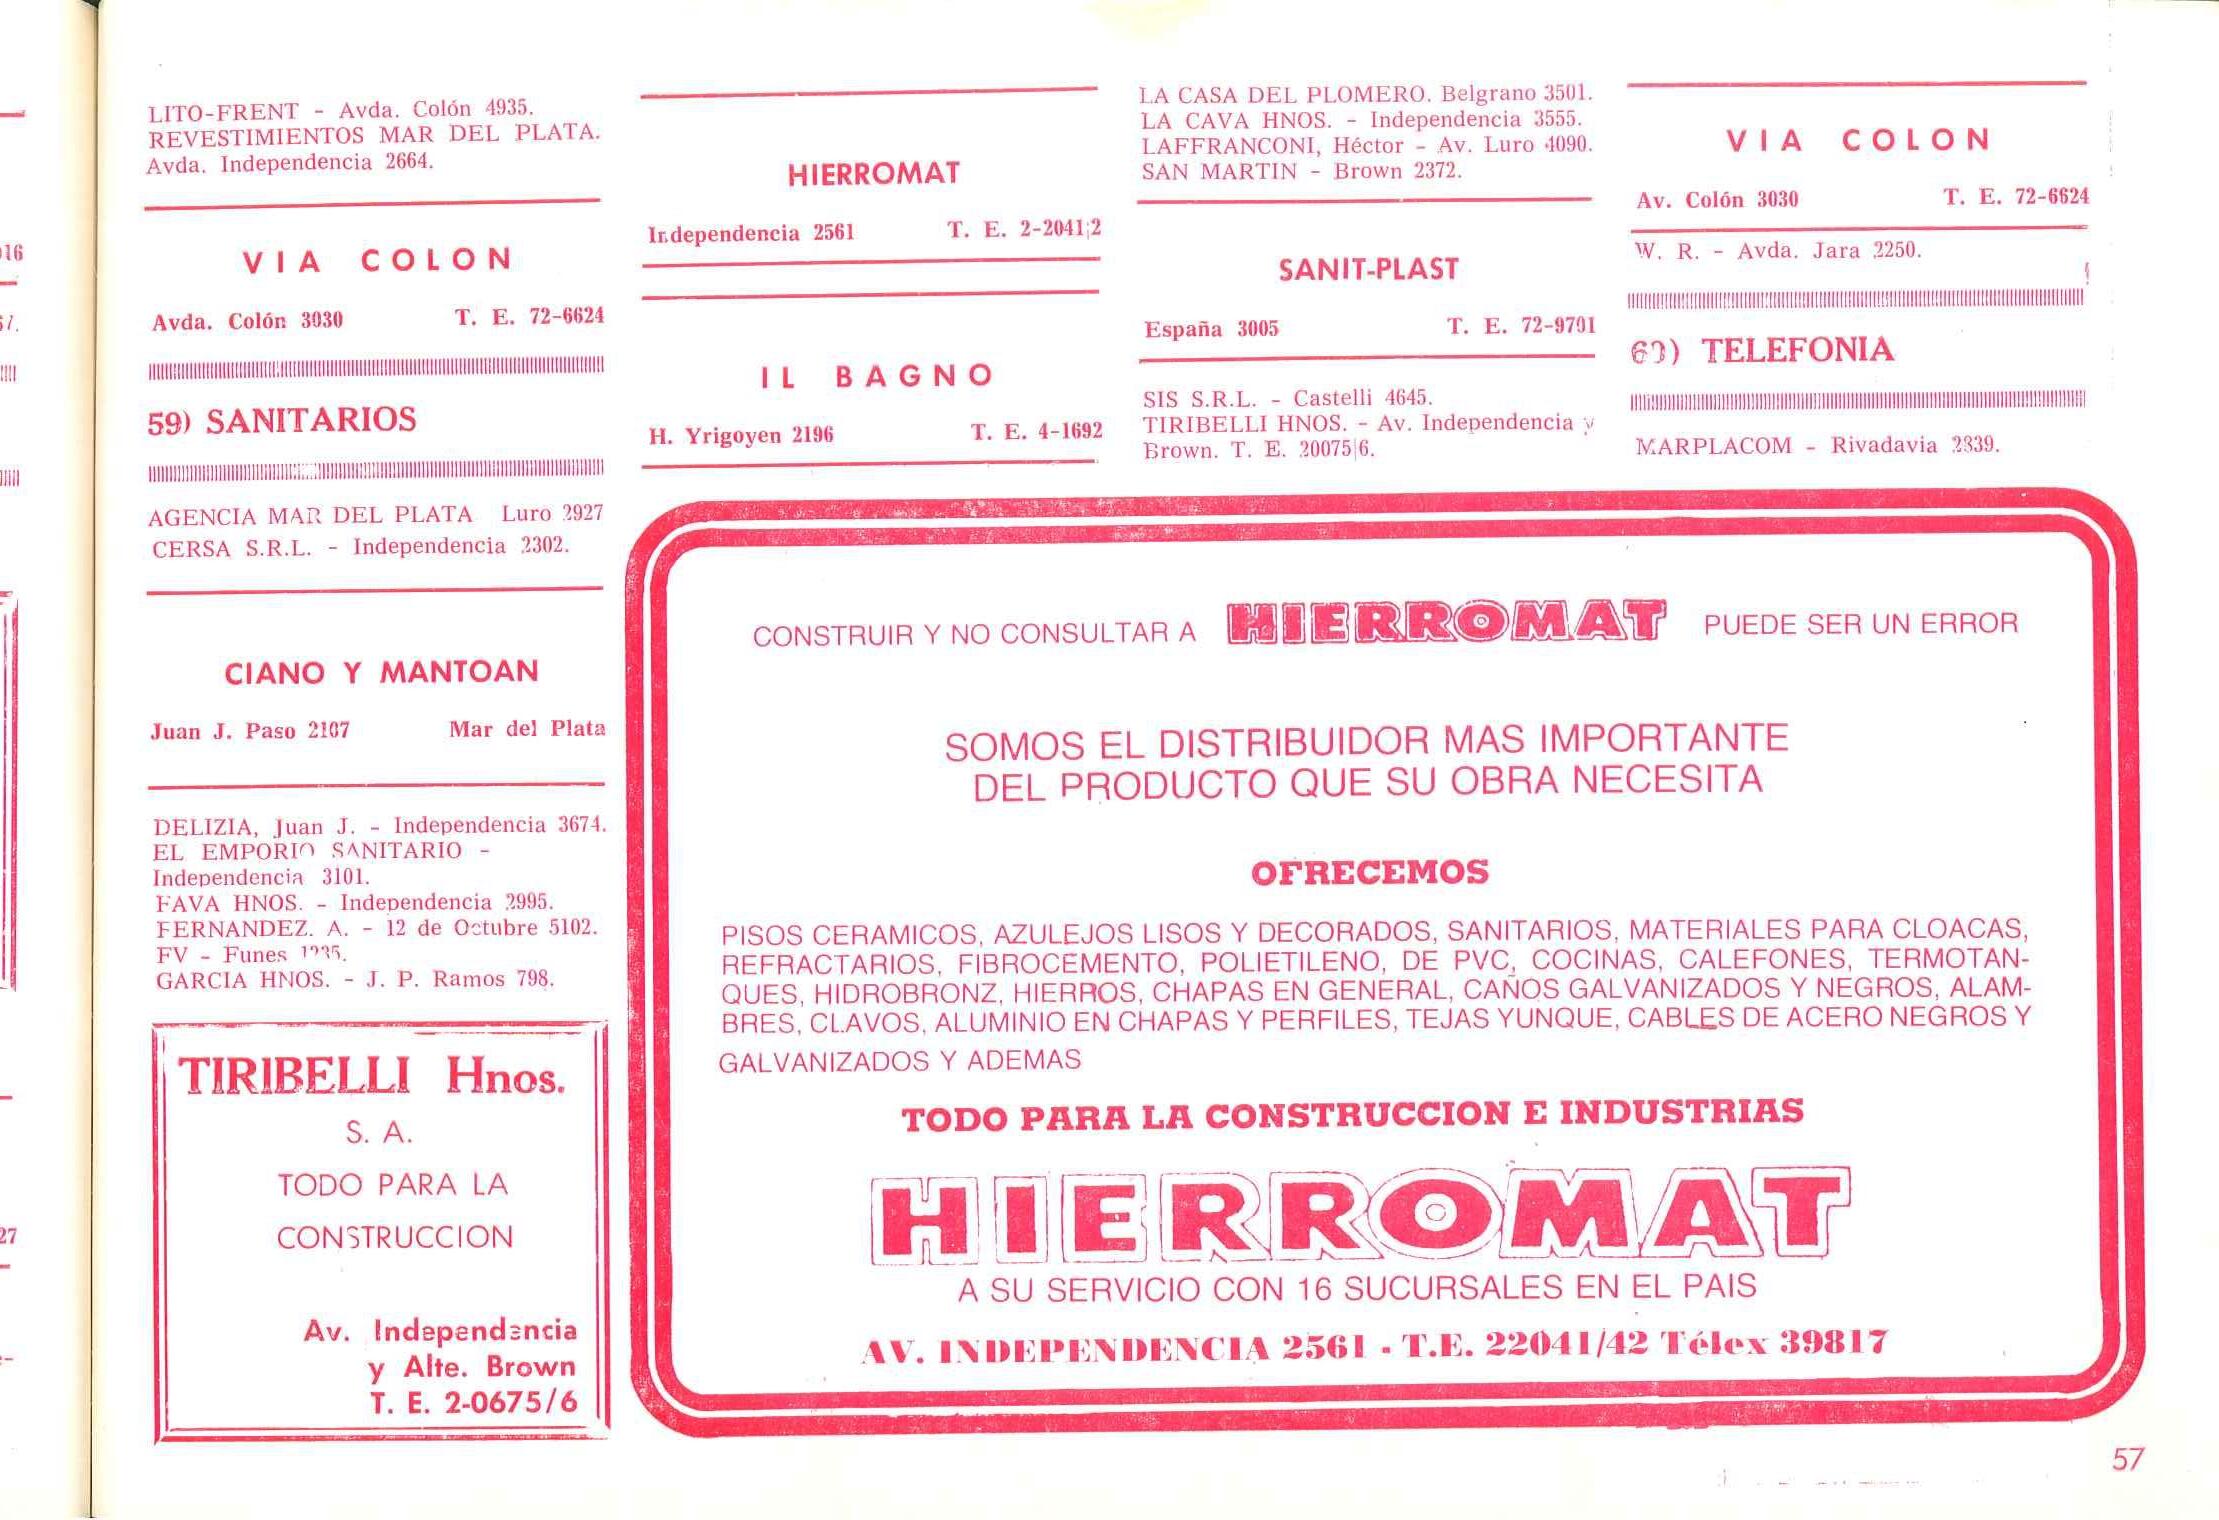 LITO-FRENT - Avda. Colón 4935.
REVESTIMIENTOS MAR DEL PLATA.
Avda. Independencia 2664.
VIA COLON
Avda. Colón 3030 T. E. 72-6624
59) SANITARIOS
AGENCIA MAR DEL PLATA Luro 2927
CERSA S.R.L. - Independencia 2302.
CIANO Y MANTOAN
Juan J. Paso 2107 Mar del Plata
DELIZIA, Juan J. - Independencia 3674.
EL EMPORIO SANITARIO -
Independencia 3101.
FAVA HNOS. - Independencia 2995.
FERNANDEZ. A. - 12 de Octubre 5102.
FV - Funes
GARCIA HNOS. - J. P. Ramos 798.
TIRIBELLI Hnos.
S. A.
TODO PARA LA
CONSTRUCCION
Av. Independencia
y Alte. Brown
T. E. 2-0675/6
HIERROMAT
Independencia 2561 T. E. 2-2041|2
IL BAGNO
H. Yrigoyen 2196 T. E. 4-1692
LA CASA DEL PLOMERO. Belgrano 3501.
LA CAVA HNOS. - Independencia 3555.
LAFFRANCONI, Héctor - Av. Luro 4090.
SAN MARTIN - Brown 2372.
SANIT-PLAST
España 3005 T. E. 72-9701
SIS S.R.L. - Castelli 4645.
TIRIBELLI HNOS. - Av. Independencia y
Brown. T. E. 20075|6.
VIA COLON
Av. Colón 3030 T. E. 72-6624
W. R. - Avda. Jara 2250.
60) TELEFONIA
MARPLACOM - Rivadavia 2339.
CONSTRUIR Y NO CONSULTAR A HIERROMAT PUEDE SER UN ERROR
SOMOS EL DISTRIBUIDOR MAS IMPORTANTE
DEL PRODUCTO QUE SU OBRA NECESITA
OFRECEMOS
PISOS CERAMICOS, AZULEJOS LISOS Y DECORADOS, SANITARIOS, MATERIALES PARA CLOACAS,
REFRACTARIOS, FIBROCEMENTO, POLIETILENO, DE PVC, COCINAS, CALEFONES, TERMOTAN-
QUES, HIDROBRONZ, HIERROS, CHAPAS EN GENERAL, CAÑOS GALVANIZADOS Y NEGROS, ALAM-
BRES, CLAVOS, ALUMINIO EN CHAPAS Y PERFILES, TEJAS YUNQUE, CABLES DE ACERO NEGROS Y
GALVANIZADOS Y ADEMAS
TODO PARA LA CONSTRUCCION E INDUSTRIAS
HIERROMAT
A SU SERVICIO CON 16 SUCURSALES EN EL PAIS
AV. INDEPENDENCIA 2561 - T.E. 22041/42 Télex 39817
57